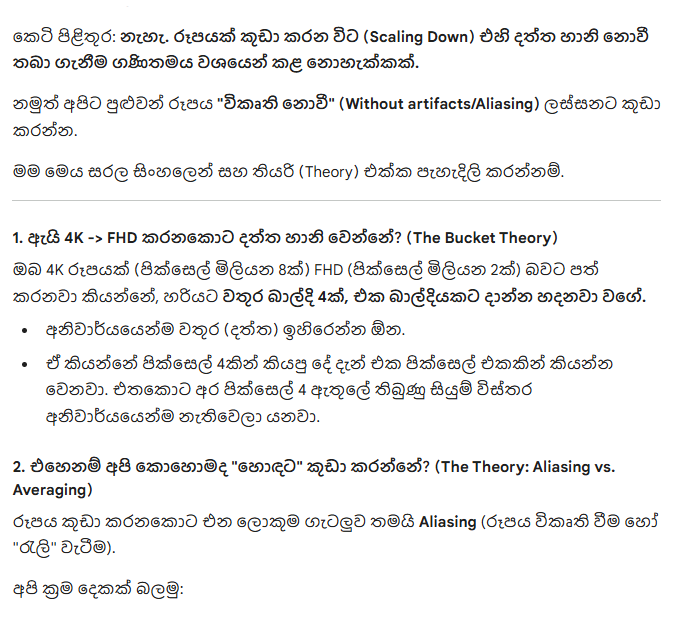 කෙටි පිළිතුර: නැහැ. රූපයක් කුඩා කරන විට (Scaling Down) එහි දත්ත හානි නොවී
තබා ගැනීම ගණිතමය වශයෙන් කළ නොහැක්කක්.
නමුත් අපිට පුළුවන් රූපය "විකෘති නොවී" (Without artifacts/Aliasing) ලස්සනට කුඩා
කරන්න.
මම මෙය සරල සිංහලෙන් සහ තියරි (Theory) එක්ක පැහැදිලි කරන්නම්.
1. ඇයි 4K -> FHD කරනකොට දත්ත හානි වෙන්නේ? (The Bucket Theory)
ඔබ 4K රූපයක් (පික්සෙල් මිලියන 8ක්) FHD (පික්සෙල් මිලියන 2ක්) බවට පත්
කරනවා කියන්නේ, හරියට වතුර බාල්දි 4ක්, එක බාල්දියකට දාන්න හදනවා වගේ.
• අනිවාර්යයෙන්ම වතුර (දත්ත) ඉහිරෙන්න ඕන.
• ඒ කියන්නේ පික්සෙල් 4කින් කියපු දේ දැන් එක පික්සෙල් එකකින් කියන්න
වෙනවා. එතකොට අර පික්සෙල් 4 ඇතුලේ තිබුණු සියුම් විස්තර
අනිවාර්යයෙන්ම නැතිවෙලා යනවා.
2. එහෙනම් අපි කොහොමද "හොඳට" කුඩා කරන්නේ? (The Theory: Aliasing vs.
Averaging)
රූපය කුඩා කරනකොට එන ලොකුම ගැටලුව තමයි Aliasing (රූපය විකෘති වීම හෝ
"රැලි" වැටීම).
අපි ක්‍රම දෙකක් බලමු: